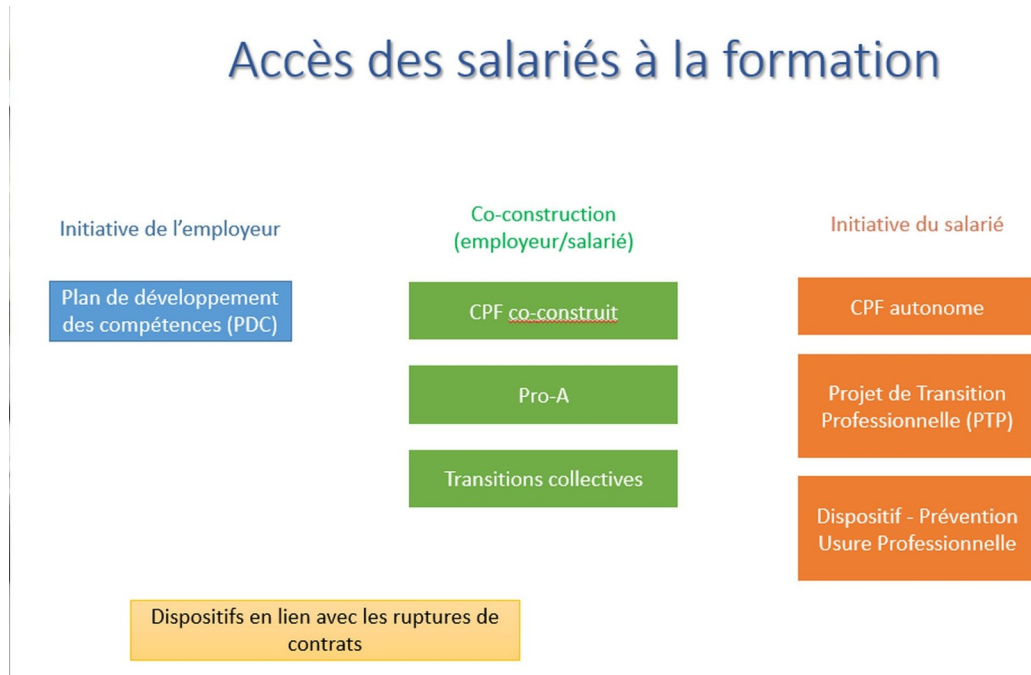 Accès des salariés à la formation
Initiative de l’employeur
Plan de développement
des compétences (PDC)
Co-construction
(employeur/salarié)
CPF co-construit
Pro-A
Transitions collectives
Initiative du salarié
CPF autonome
Projet de Transition
Professionnelle (PTP)
Dispositif - Prévention
Usure Professionnelle
Dispositifs en lien avec les ruptures de
contrats